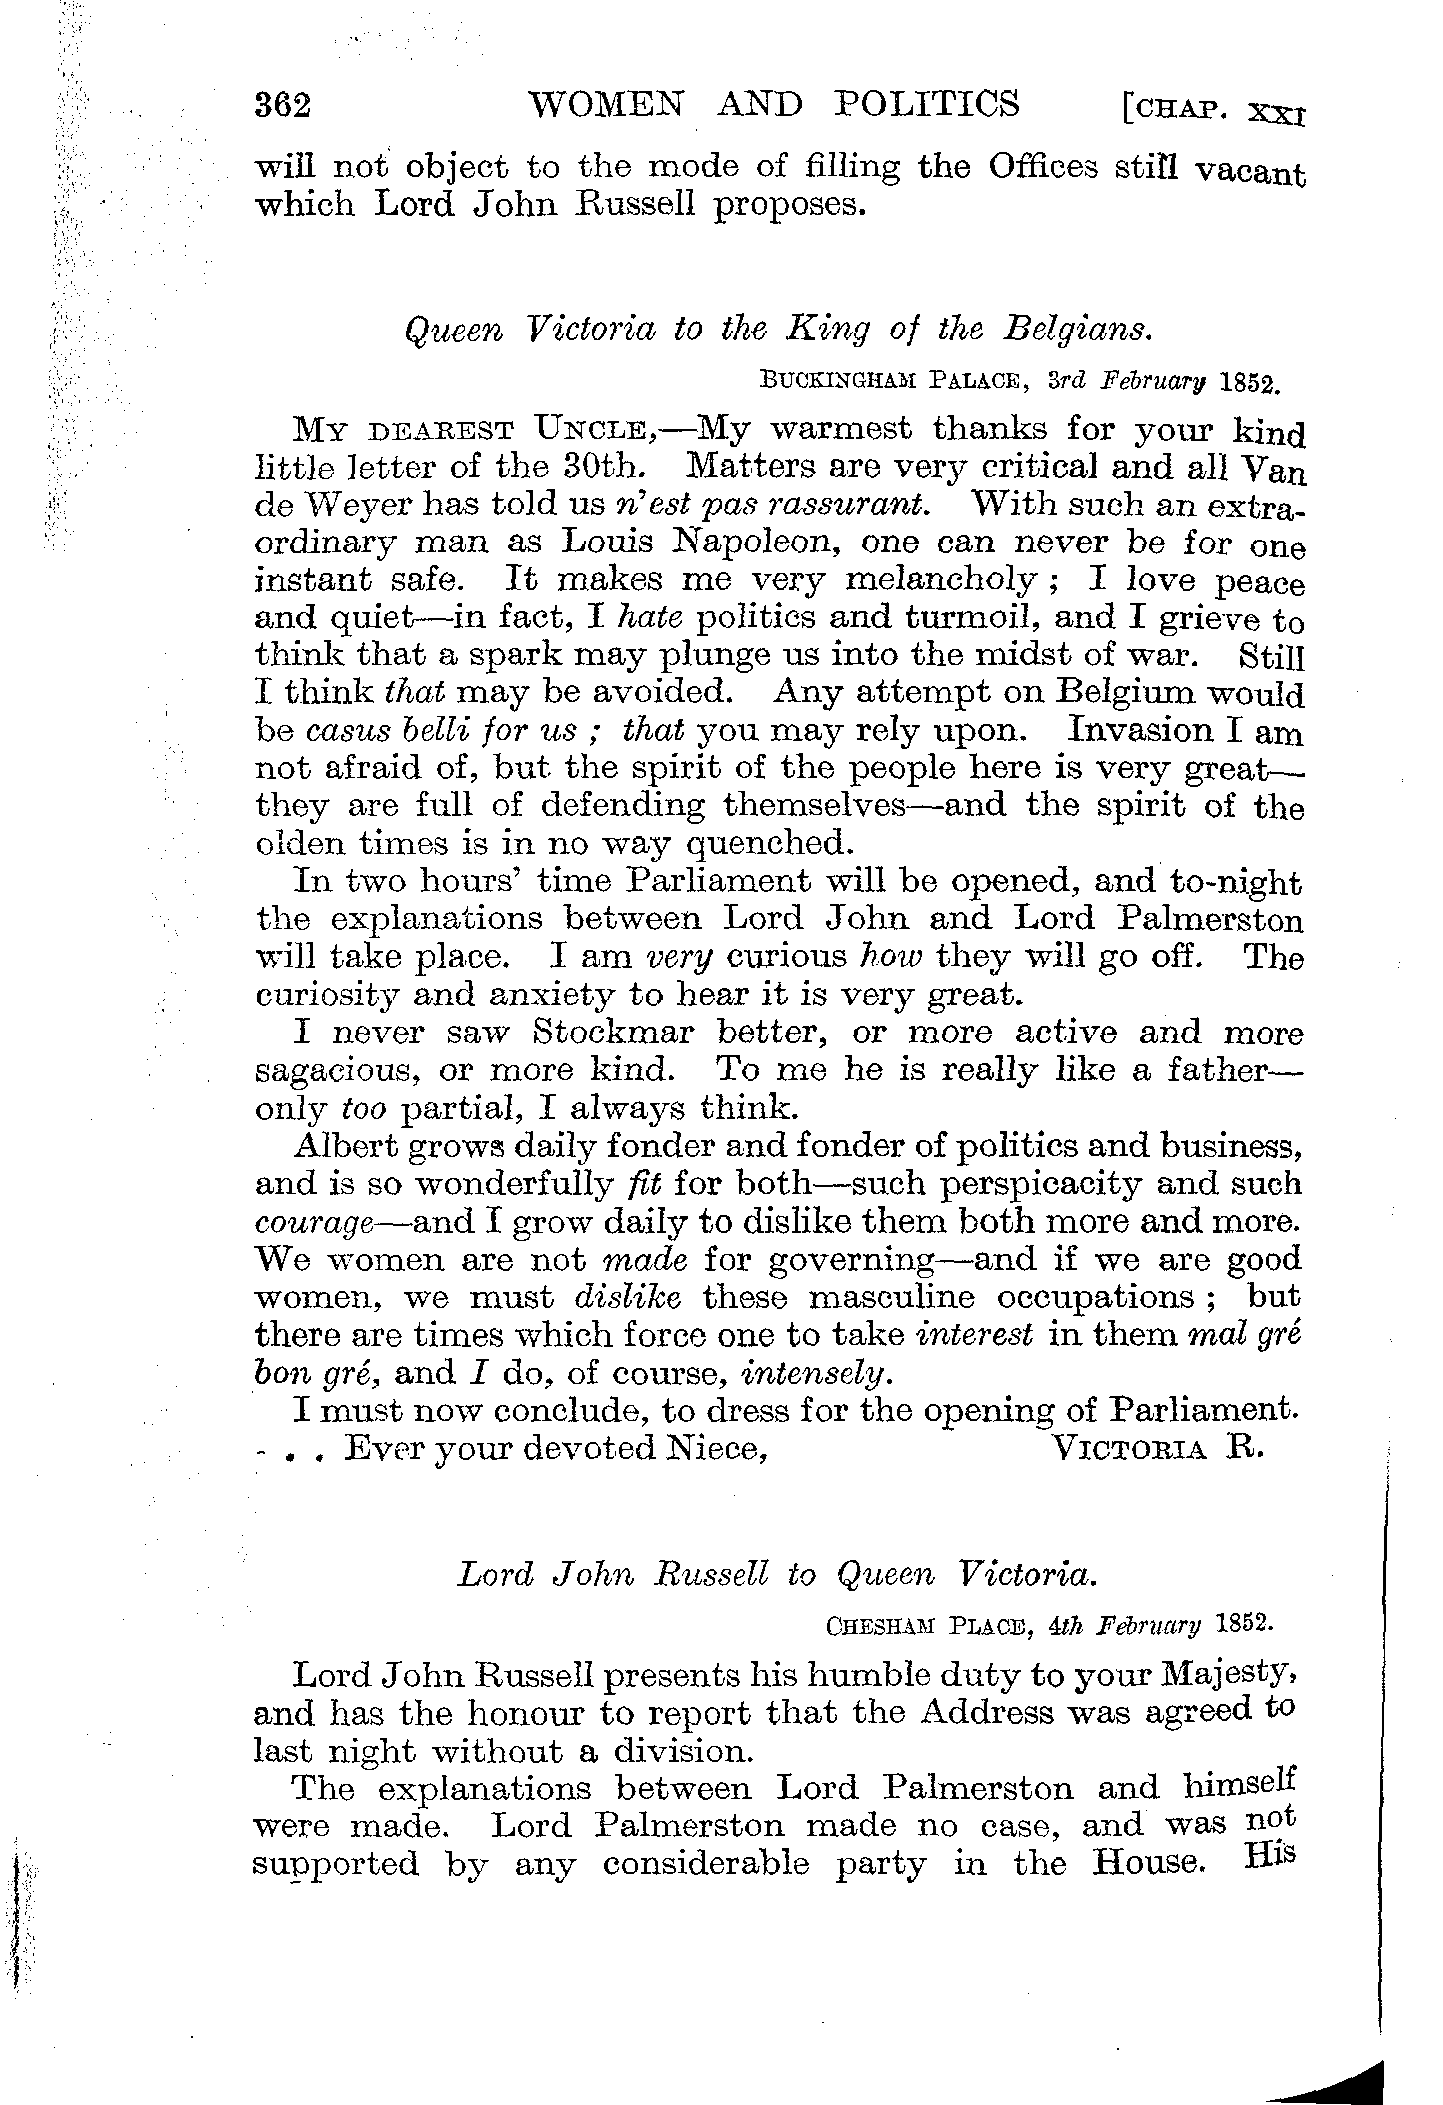 362 WOMEN AND POLITICS [CHAP. XXI
will not object to the mode of filling the Offices still vacant
which Lord John Russell proposes.
Queen Victoria to the King of the Belgians.
BUCKINGHAM PALACE, 3rd February 1852.
MY DEAREST UNCLE,—My warmest thanks for your kind
little letter of the 30th. Matters are very critical and all Van
de Weyer has told us n'est pas rassurant. With such an extra-
ordinary man as Louis Napoleon, one can never be for one
instant safe. It makes me very melancholy; I love peace
and quiet—in fact, I hate politics and turmoil, and I grieve to
think that a spark may plunge us into the midst of war. Still
I think that may be avoided. Any attempt on Belgium would
be casus belli for us; that you may rely upon. Invasion I am
not afraid of, but the spirit of the people here is very great—
they are full of defending themselves—and the spirit of the
olden times is in no way quenched.
In two hours' time Parliament will be opened, and to-night
the explanations between Lord John and Lord Palmerston
will take place. I am very curious how they will go off. The
curiosity and anxiety to hear it is very great.
I never saw Stockmar better, or more active and more
sagacious, or more kind. To me he is really like a father—
only too partial, I always think.
Albert grows daily fonder and fonder of politics and business,
and is so wonderfully fit for both—such perspicacity and such
courage—and I grow daily to dislike them both more and more.
We women are not made for governing—and if we are good
women, we must dislike these masculine occupations; but
there are times which force one to take interest in them mal gré
bon gré, and I do, of course, intensely.
I must now conclude, to dress for the opening of Parliament.
. . . Ever your devoted Niece, VICTORIA R.
Lord John Russell to Queen Victoria.
CHESHAM PLACE, 4th February 1852.
Lord John Russell presents his humble duty to your Majesty,
and has the honour to report that the Address was agreed to
last night without a division.
The explanations between Lord Palmerston and himself
were made. Lord Palmerston made no case, and was not
supported by any considerable party in the House. His